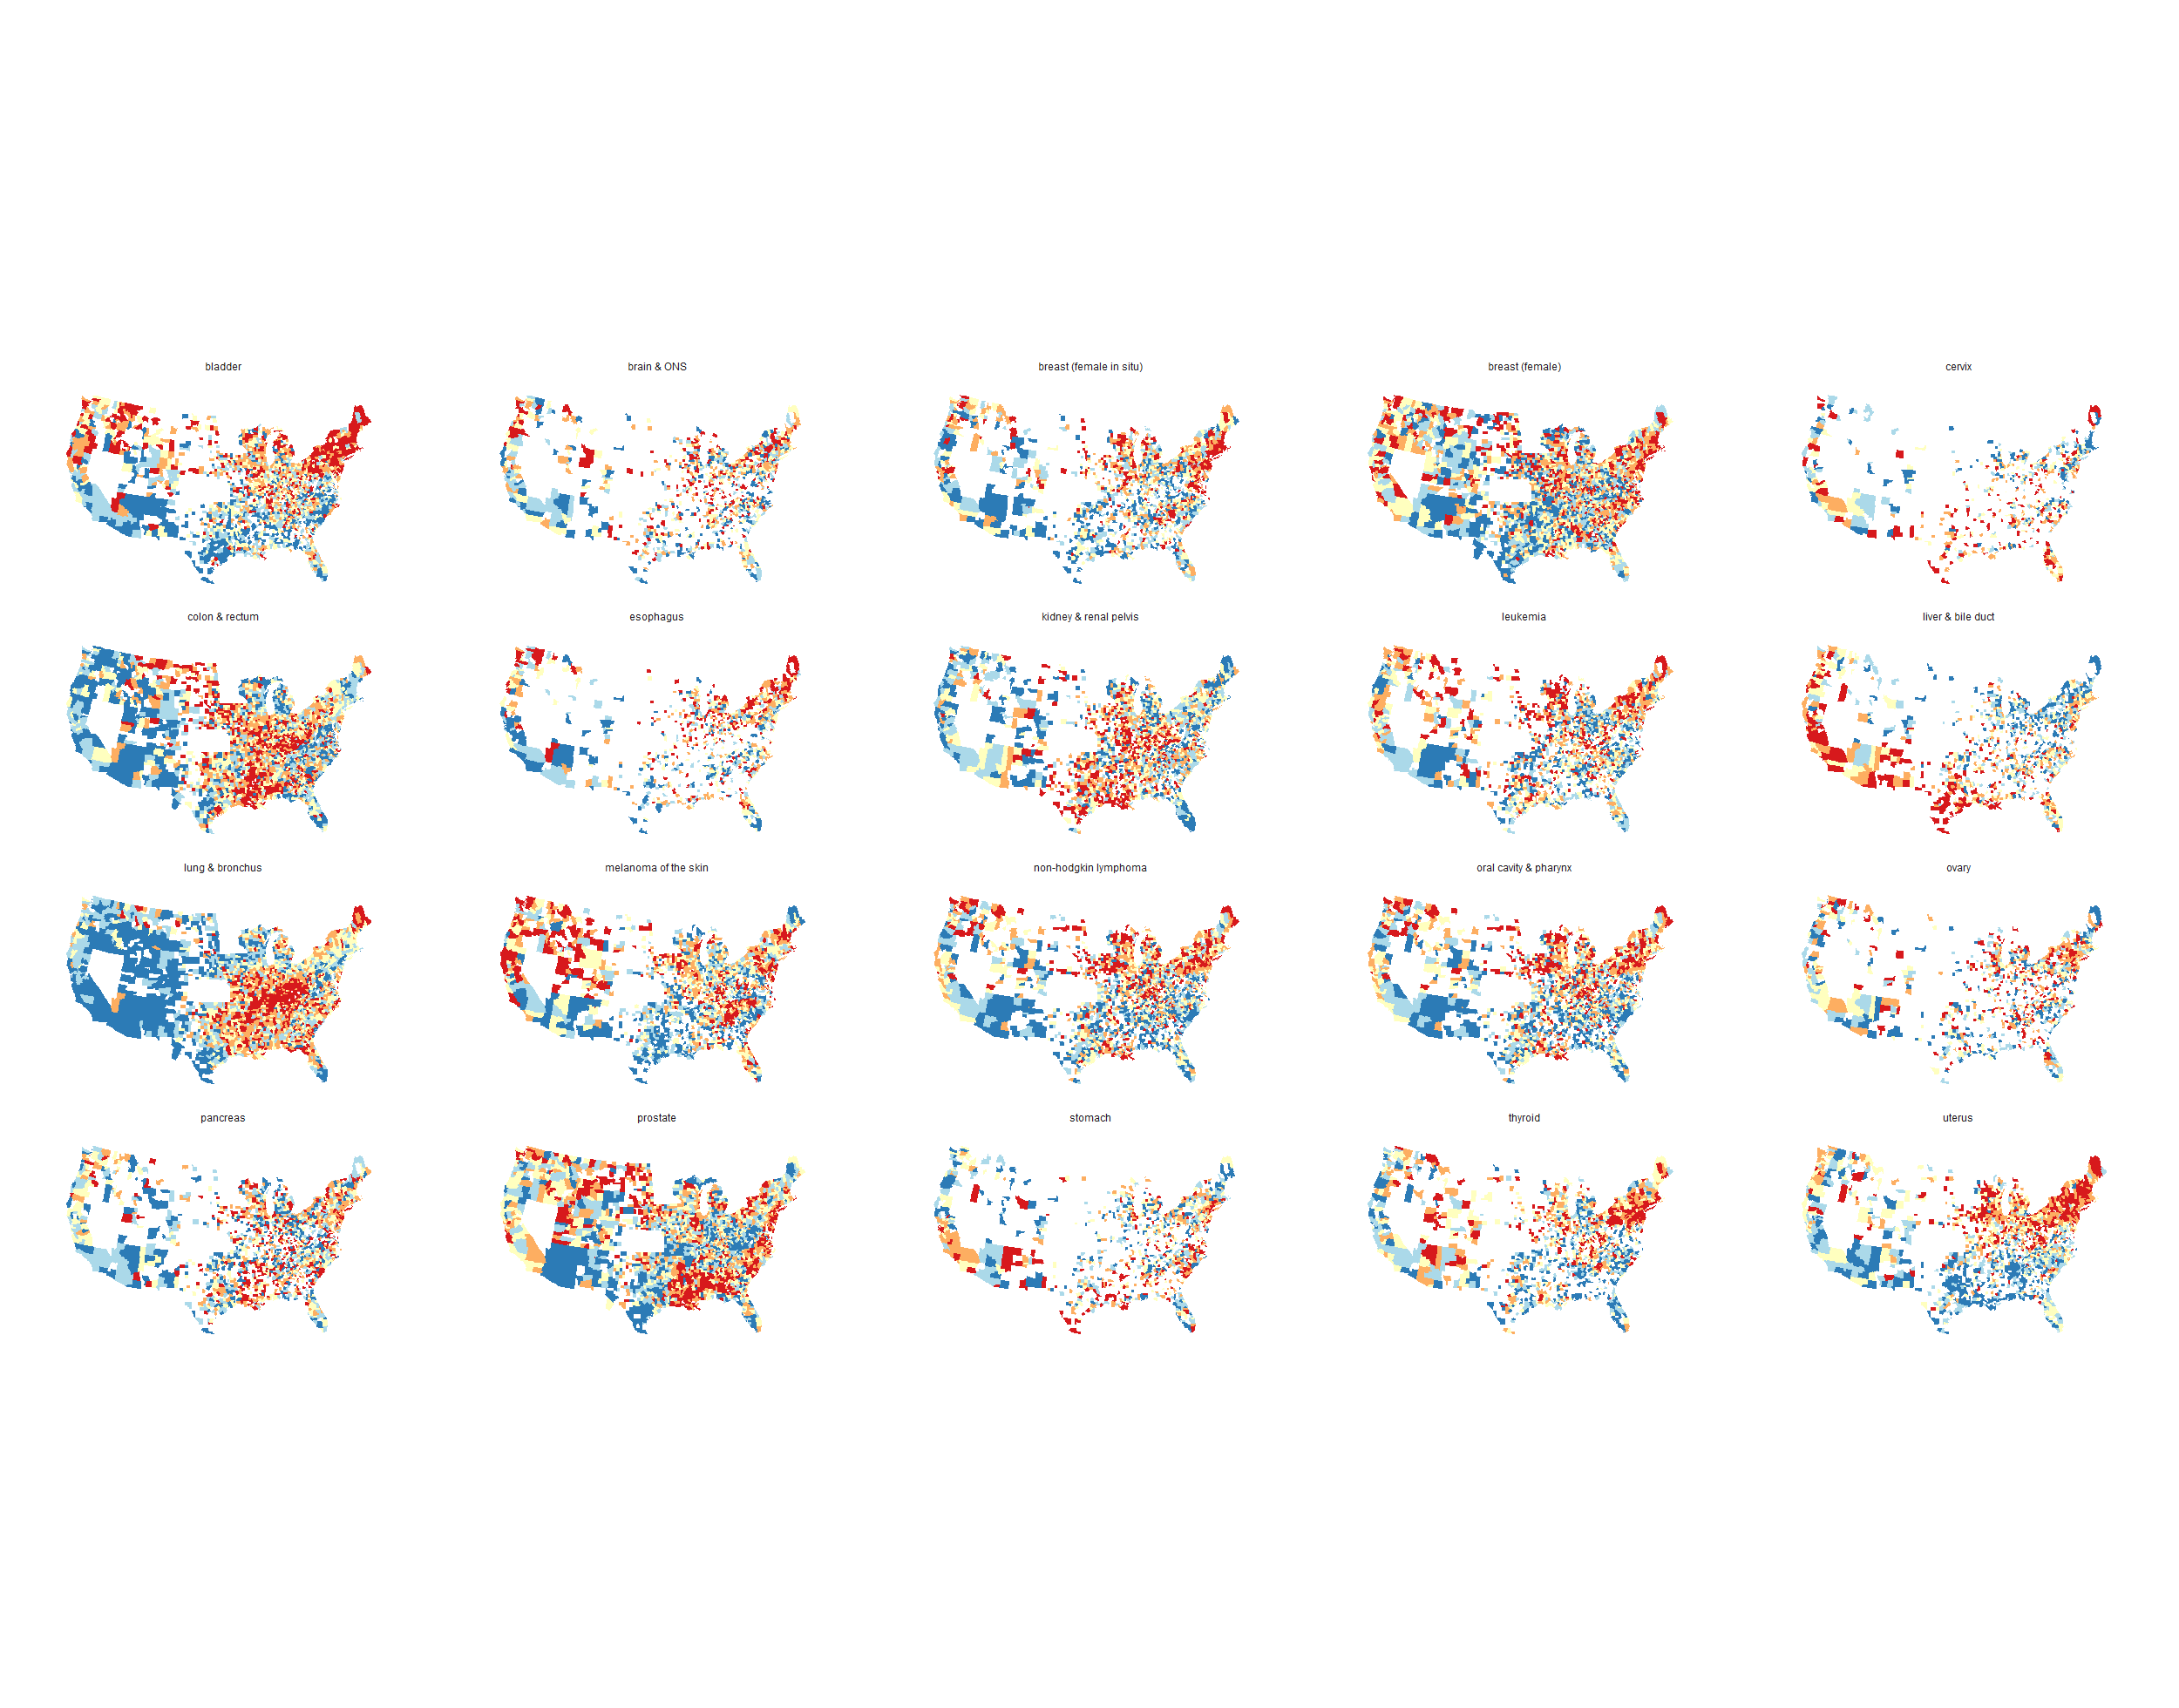 bladder
brain & ONS
breast (female in situ)
breast (female)
cervix
colon & rectum
esophagus
kidney & renal pelvis
leukemia
liver & bile duct
lung & bronchus
melanoma of the skin
non-hodgkin lymphoma
oral cavity & pharynx
ovary
pancreas
prostate
stomach
thyroid
uterus